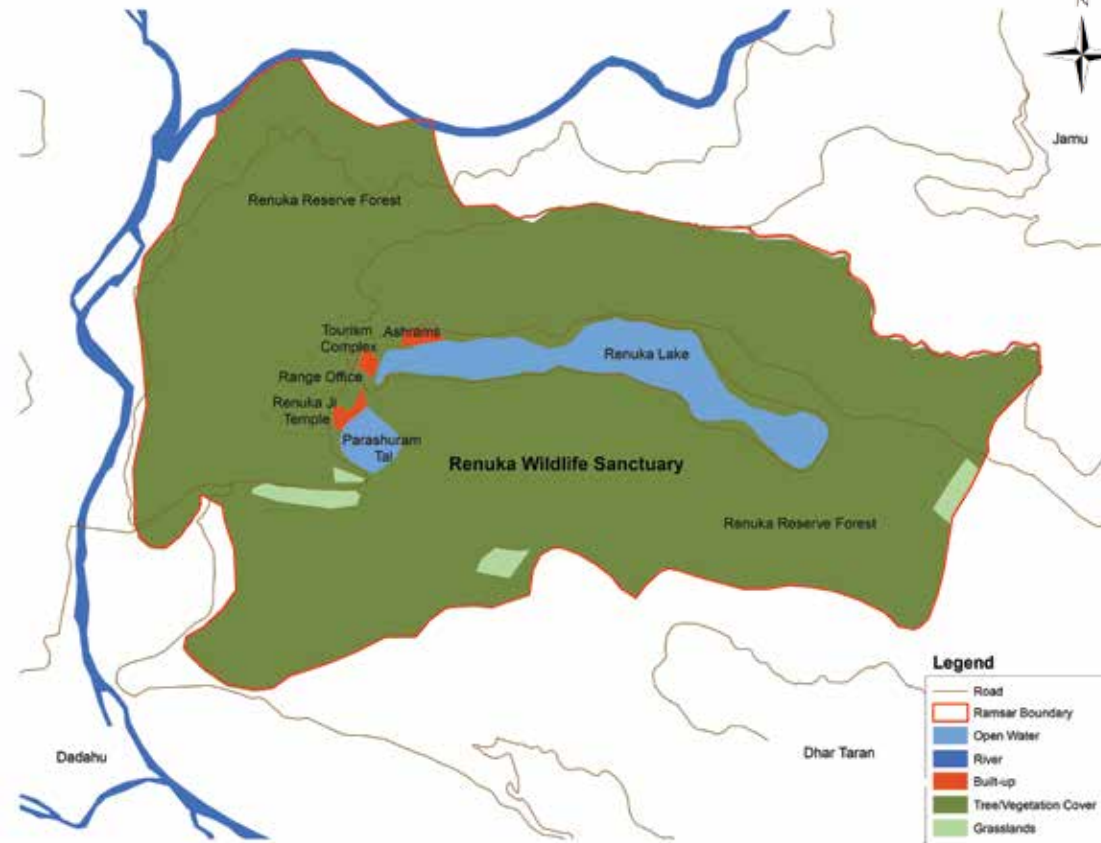 N
Jamu
Renuka Reserve Forest
Tourism
Complex
Ashrams
Renuka Lake
Range Office
Renuka Ji
Temple
Parashuram
Tal
Renuka Wildlife Sanctuary
Renuka Reserve Forest
Dadahu
Dhar Taran
Legend
Road
Ramsar Boundary
Open Water
River
Built-up
Tree/Vegetation Cover
Grasslands